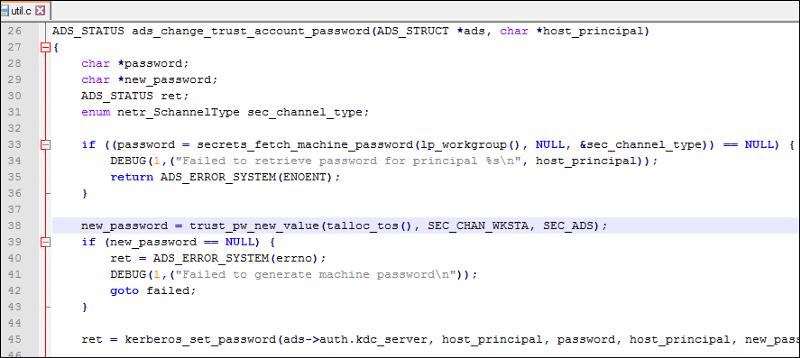 util.c
26 ADS_STATUS ads_change_trust_account_password(ADS_STRUCT *ads, char *host_principal)
27 {
28 char *password;
29 char *new_password;
30 ADS_STATUS ret;
31 enum netr_SchannelType sec_channel_type;
32
33 if ((password = secrets_fetch_machine_password(lp_workgroup(), NULL, &sec_channel_type)) == NULL) {
34 DEBUG(1,("Failed to retrieve password for principal %s\n", host_principal));
35 return ADS_ERROR_SYSTEM(ENOENT);
36 }
37
38 new_password = trust_pw_new_value(talloc_tos(), SEC_CHAN_WKSTA, SEC_ADS);
39 if (new_password == NULL) {
40 ret = ADS_ERROR_SYSTEM(errno);
41 DEBUG(1,("Failed to generate machine password\n"));
42 goto failed;
43 }
44
45 ret = kerberos_set_password(ads->auth.kdc_server, host_principal, password, host_principal, new_pass
46